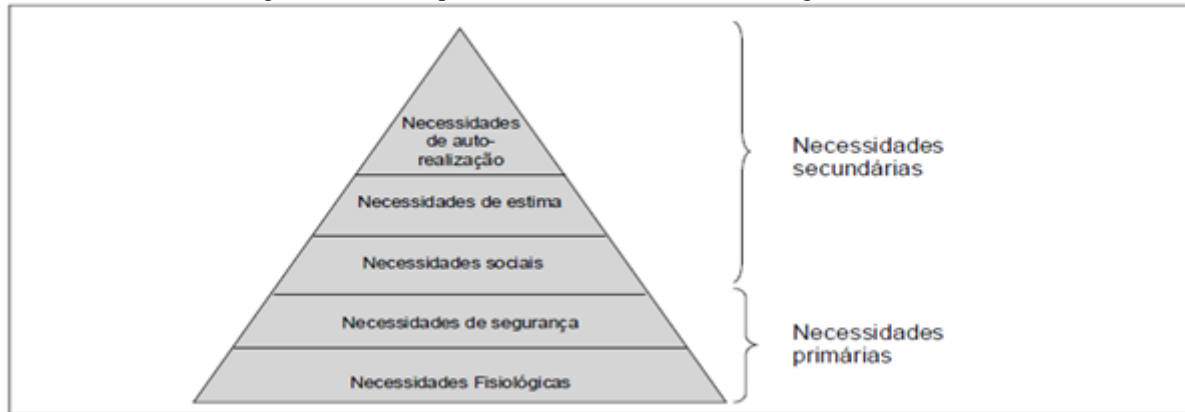 Necessidades
de auto-
realização
Necessidades de estima
Necessidades sociais
Necessidades de segurança
Necessidades Fisiológicas
Necessidades
secundárias
Necessidades
primárias